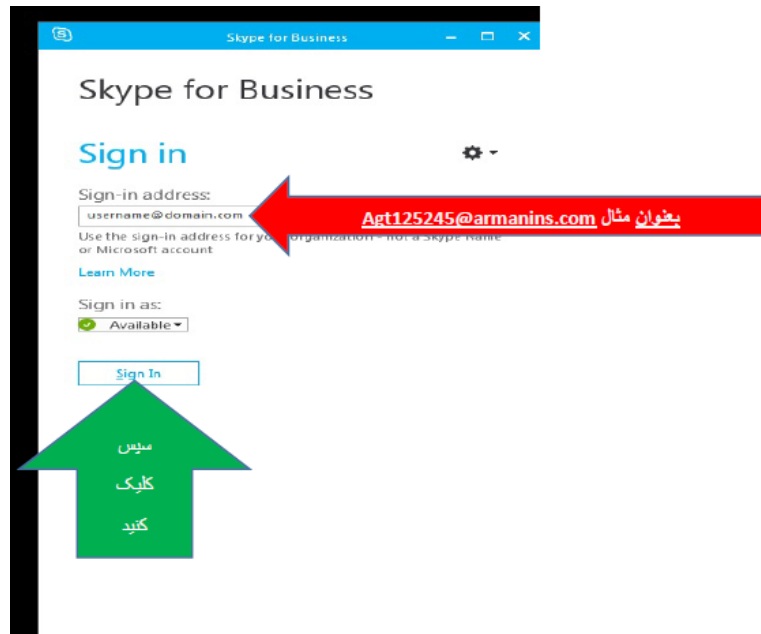 Skype for Business
Skype for Business
Sign in
Sign-in address:
username@domain.com
بعنوان مثال Agt125245@armanins.com
Use the sign-in address for your organization - not a Skype Name
or Microsoft account
Learn More
Sign in as:
Available
Sign In
سپس
کلیک
کنید